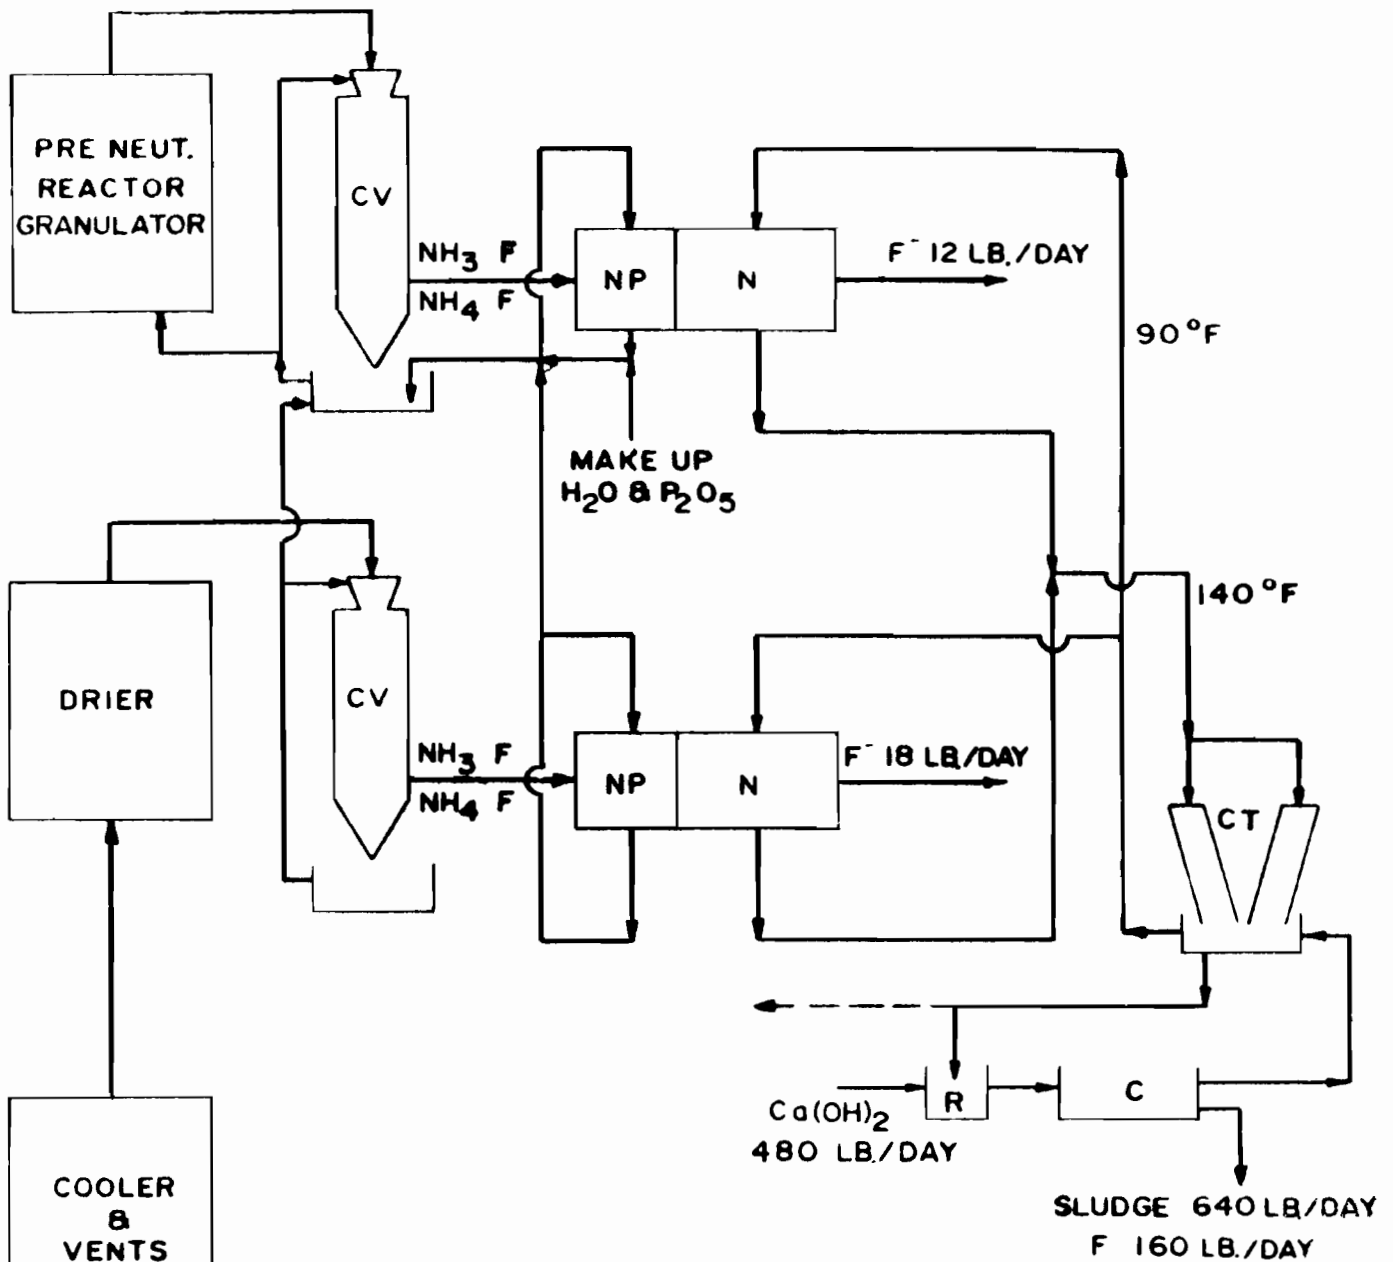 PRE NEUT.
REACTOR
GRANULATOR
CV
NH3 F
NH4 F
NP
N
F- 12 LB./DAY
90°F
MAKE UP
H2O & P2O5
140°F
DRIER
CV
NH3 F
NH4 F
NP
N
F- 18 LB./DAY
CT
Ca(OH)2
480 LB./DAY
R
C
COOLER
&
VENTS
SLUDGE 640 LB/DAY
F 160 LB./DAY